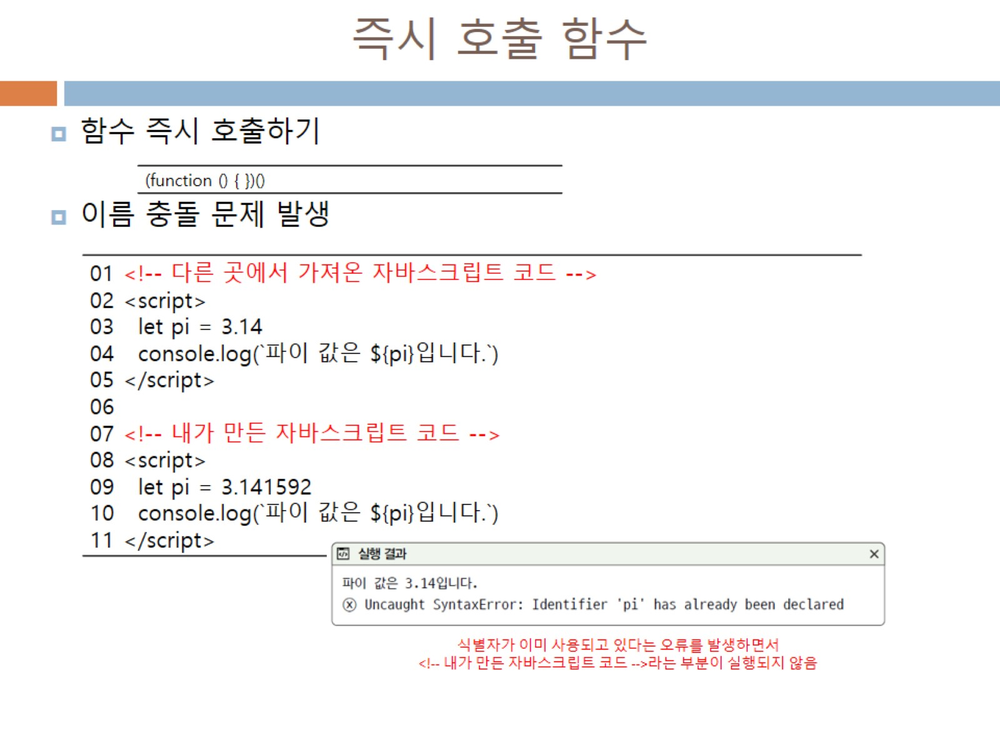 즉시 호출 함수
함수 즉시 호출하기
(function () { })()
이름 충돌 문제 발생
01 <!-- 다른 곳에서 가져온 자바스크립트 코드 -->
02 <script>
03 let pi = 3.14
04 console.log(`파이 값은 ${pi}입니다.`)
05 </script>
06
07 <!-- 내가 만든 자바스크립트 코드 -->
08 <script>
09 let pi = 3.141592
10 console.log(`파이 값은 ${pi}입니다.`)
11 </script>
실행 결과
파이 값은 3.14입니다.
Uncaught SyntaxError: Identifier 'pi' has already been declared
식별자가 이미 사용되고 있다는 오류를 발생하면서
<!-- 내가 만든 자바스크립트 코드 -->라는 부분이 실행되지 않음